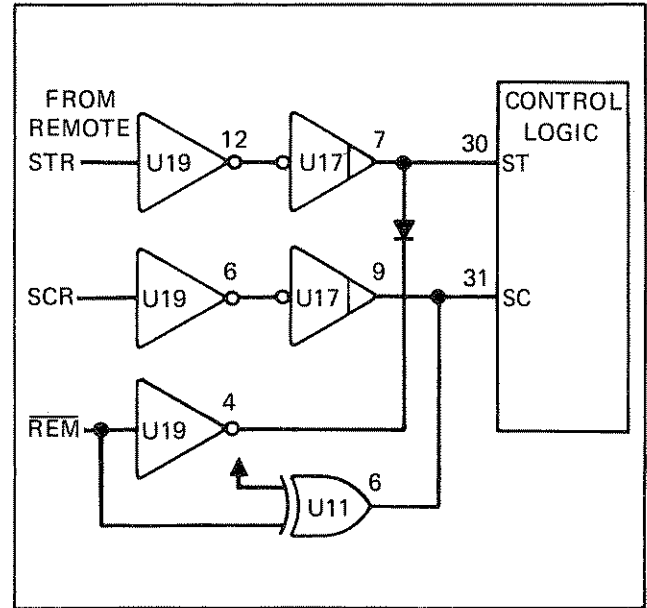 FROM
REMOTE
CONTROL
LOGIC
STR
U19
12
U17
7
30
ST
SCR
U19
6
U17
9
31
SC
REM
U19
4
U11
6